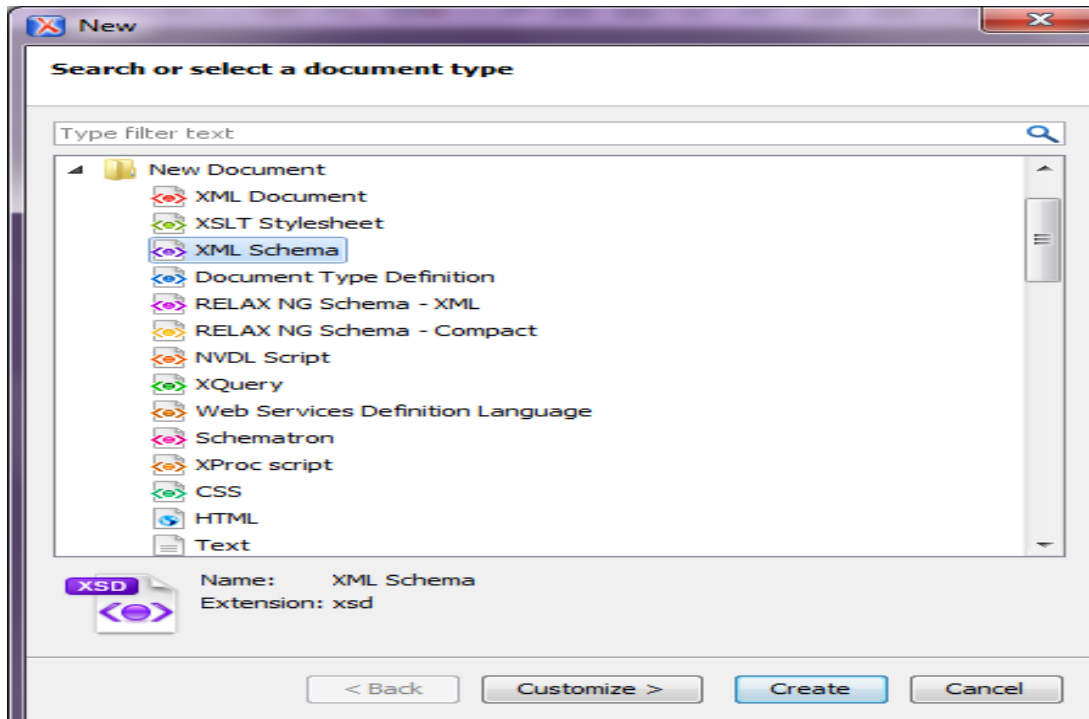 New
Search or select a document type
Type filter text
New Document
XML Document
XSLT Stylesheet
XML Schema
Document Type Definition
RELAX NG Schema - XML
RELAX NG Schema - Compact
NVDL Script
XQuery
Web Services Definition Language
Schematron
XProc script
CSS
HTML
Text
XSD
Name: XML Schema
Extension: xsd
< Back Customize > Create Cancel